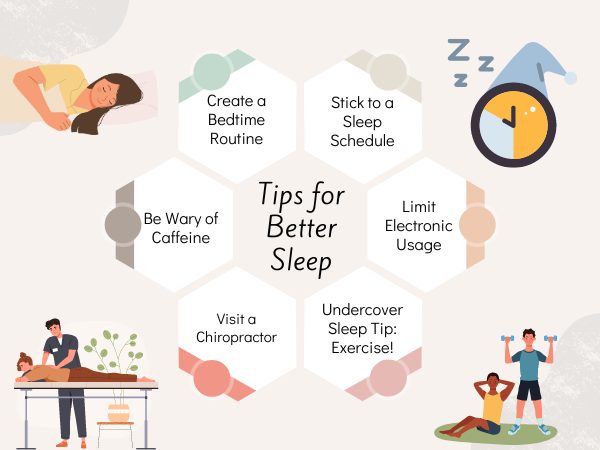 Create a
Bedtime
Routine
Stick to a
Sleep
Schedule
Z
Z
Z
Be Wary of
Caffeine
Tips for
Better
Sleep
Limit
Electronic
Usage
Visit a
Chiropractor
Undercover
Sleep Tip:
Exercise!